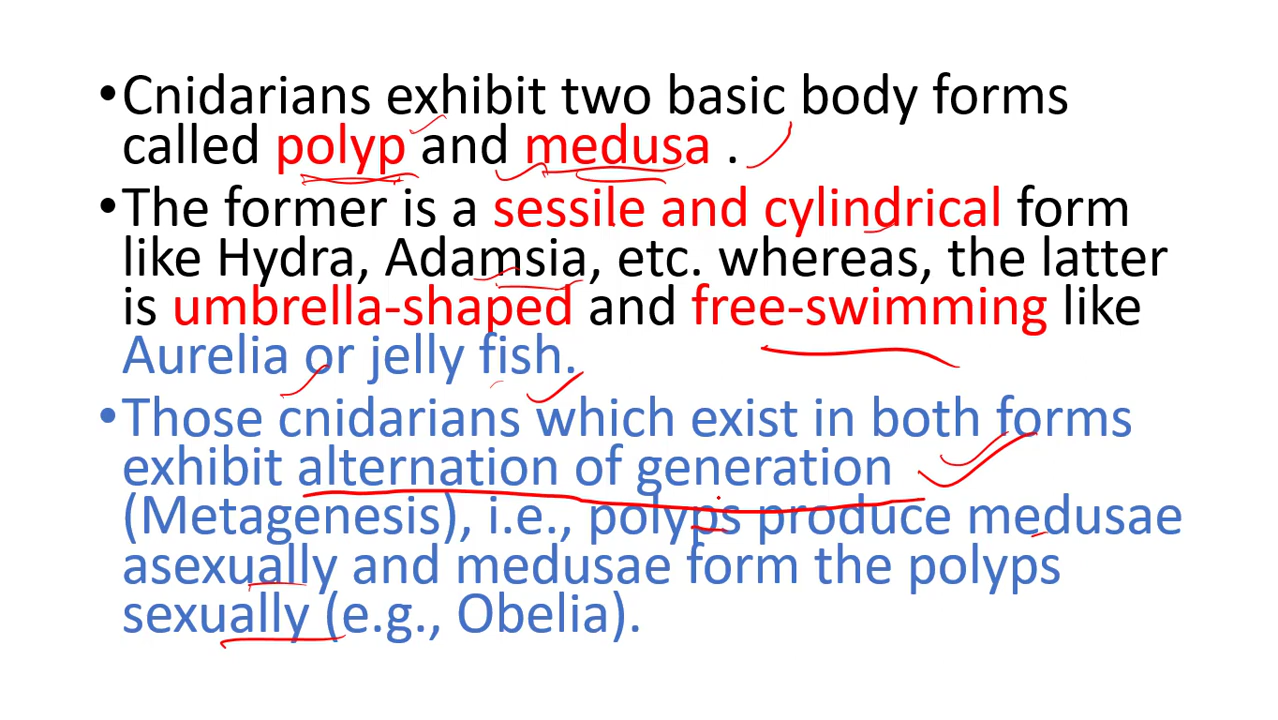 •Cnidarians exhibit two basic body forms
called polyp and medusa .
•The former is a sessile and cylindrical form
like Hydra, Adamsia, etc. whereas, the latter
is umbrella-shaped and free-swimming like
Aurelia or jelly fish.
•Those cnidarians which exist in both forms
exhibit alternation of generation
(Metagenesis), i.e., polyps produce medusae
asexually and medusae form the polyps
sexually (e.g., Obelia).